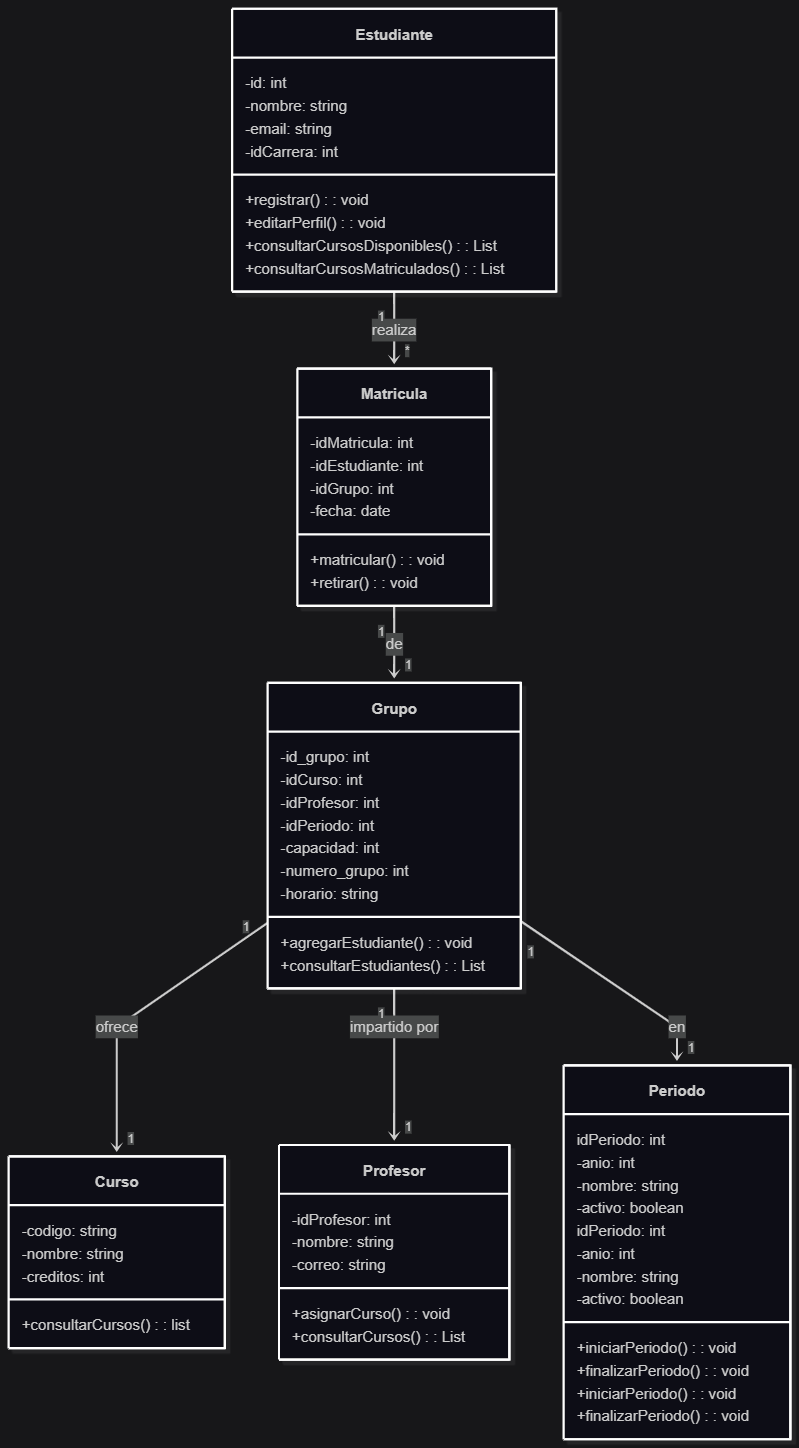 Estudiante
-id: int
-nombre: string
-email: string
-idCarrera: int
+registrar() : : void
+editarPerfil() : : void
+consultarCursosDisponibles() : : List
+consultarCursosMatriculados() : : List
1
realiza
*
Matricula
-idMatricula: int
-idEstudiante: int
-idGrupo: int
-fecha: date
+matricular() : : void
+retirar() : : void
1
de
1
Grupo
-id_grupo: int
-idCurso: int
-idProfesor: int
-idPeriodo: int
-capacidad: int
-numero_grupo: int
-horario: string
+agregarEstudiante() : : void
+consultarEstudiantes() : : List
1
ofrece
1
1
impartido por
1
1
en
1
Curso
-codigo: string
-nombre: string
-creditos: int
+consultarCursos() : : list
Profesor
-idProfesor: int
-nombre: string
-correo: string
+asignarCurso() : : void
+consultarCursos() : : List
Periodo
idPeriodo: int
-anio: int
-nombre: string
-activo: boolean
idPeriodo: int
-anio: int
-nombre: string
-activo: boolean
+iniciarPeriodo() : : void
+finalizarPeriodo() : : void
+iniciarPeriodo() : : void
+finalizarPeriodo() : : void